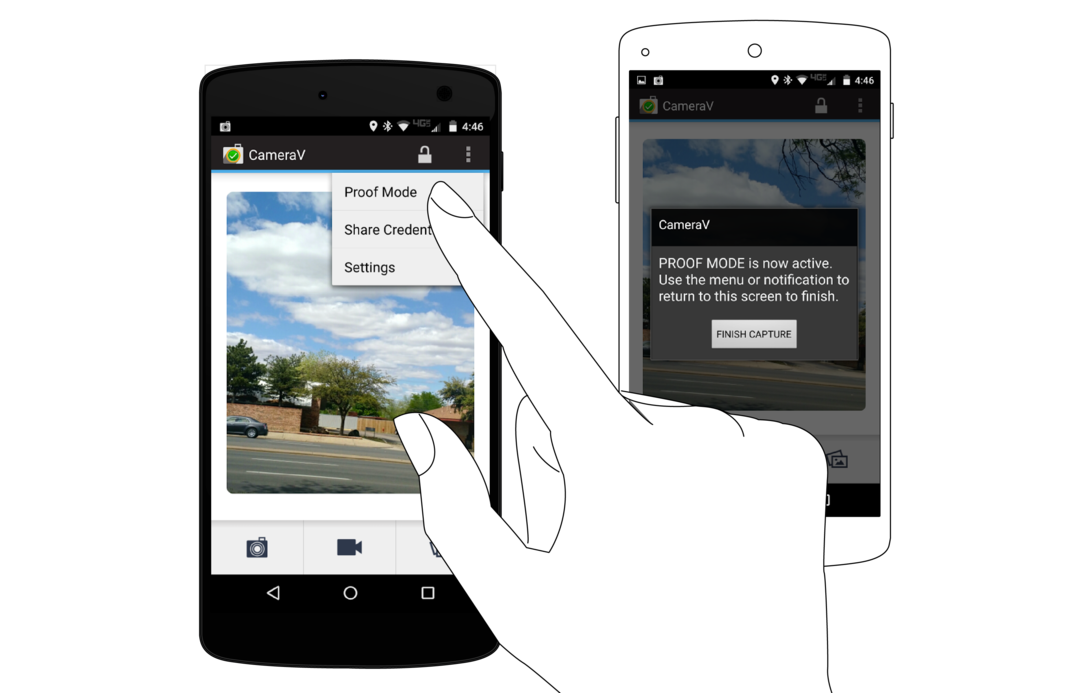 4G 4:46
CameraV
Proof Mode
Share
Settings
4G 4:46
CameraV
CameraV
PROOF MODE is now active.
Use the menu or notification to
return to this screen to finish.
FINISH CAPTURE